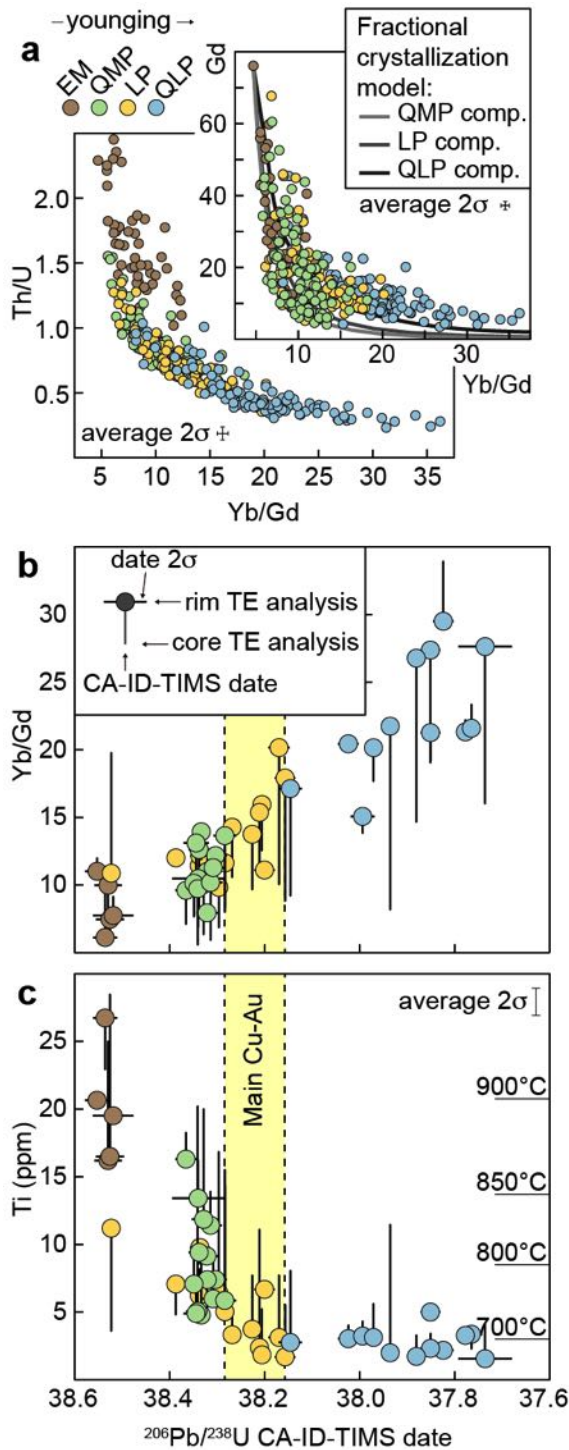 a
– younging →
EM
QMP
LP
QLP
Gd
Fractional
crystallization
model:
QMP comp.
LP comp.
QLP comp.
average 2σ
60
40
20
10
20
30
Yb/Gd
Th/U
2.0
1.5
1.0
0.5
average 2σ
5
10
15
20
25
30
35
Yb/Gd
b
date 2σ
rim TE analysis
core TE analysis
CA-ID-TIMS date
Yb/Gd
30
20
10
c
average 2σ
Main Cu-Au
Ti (ppm)
25
20
15
10
5
900°C
850°C
800°C
700°C
38.6
38.4
38.2
38.0
37.8
37.6
²⁰⁶Pb/²³⁸U CA-ID-TIMS date